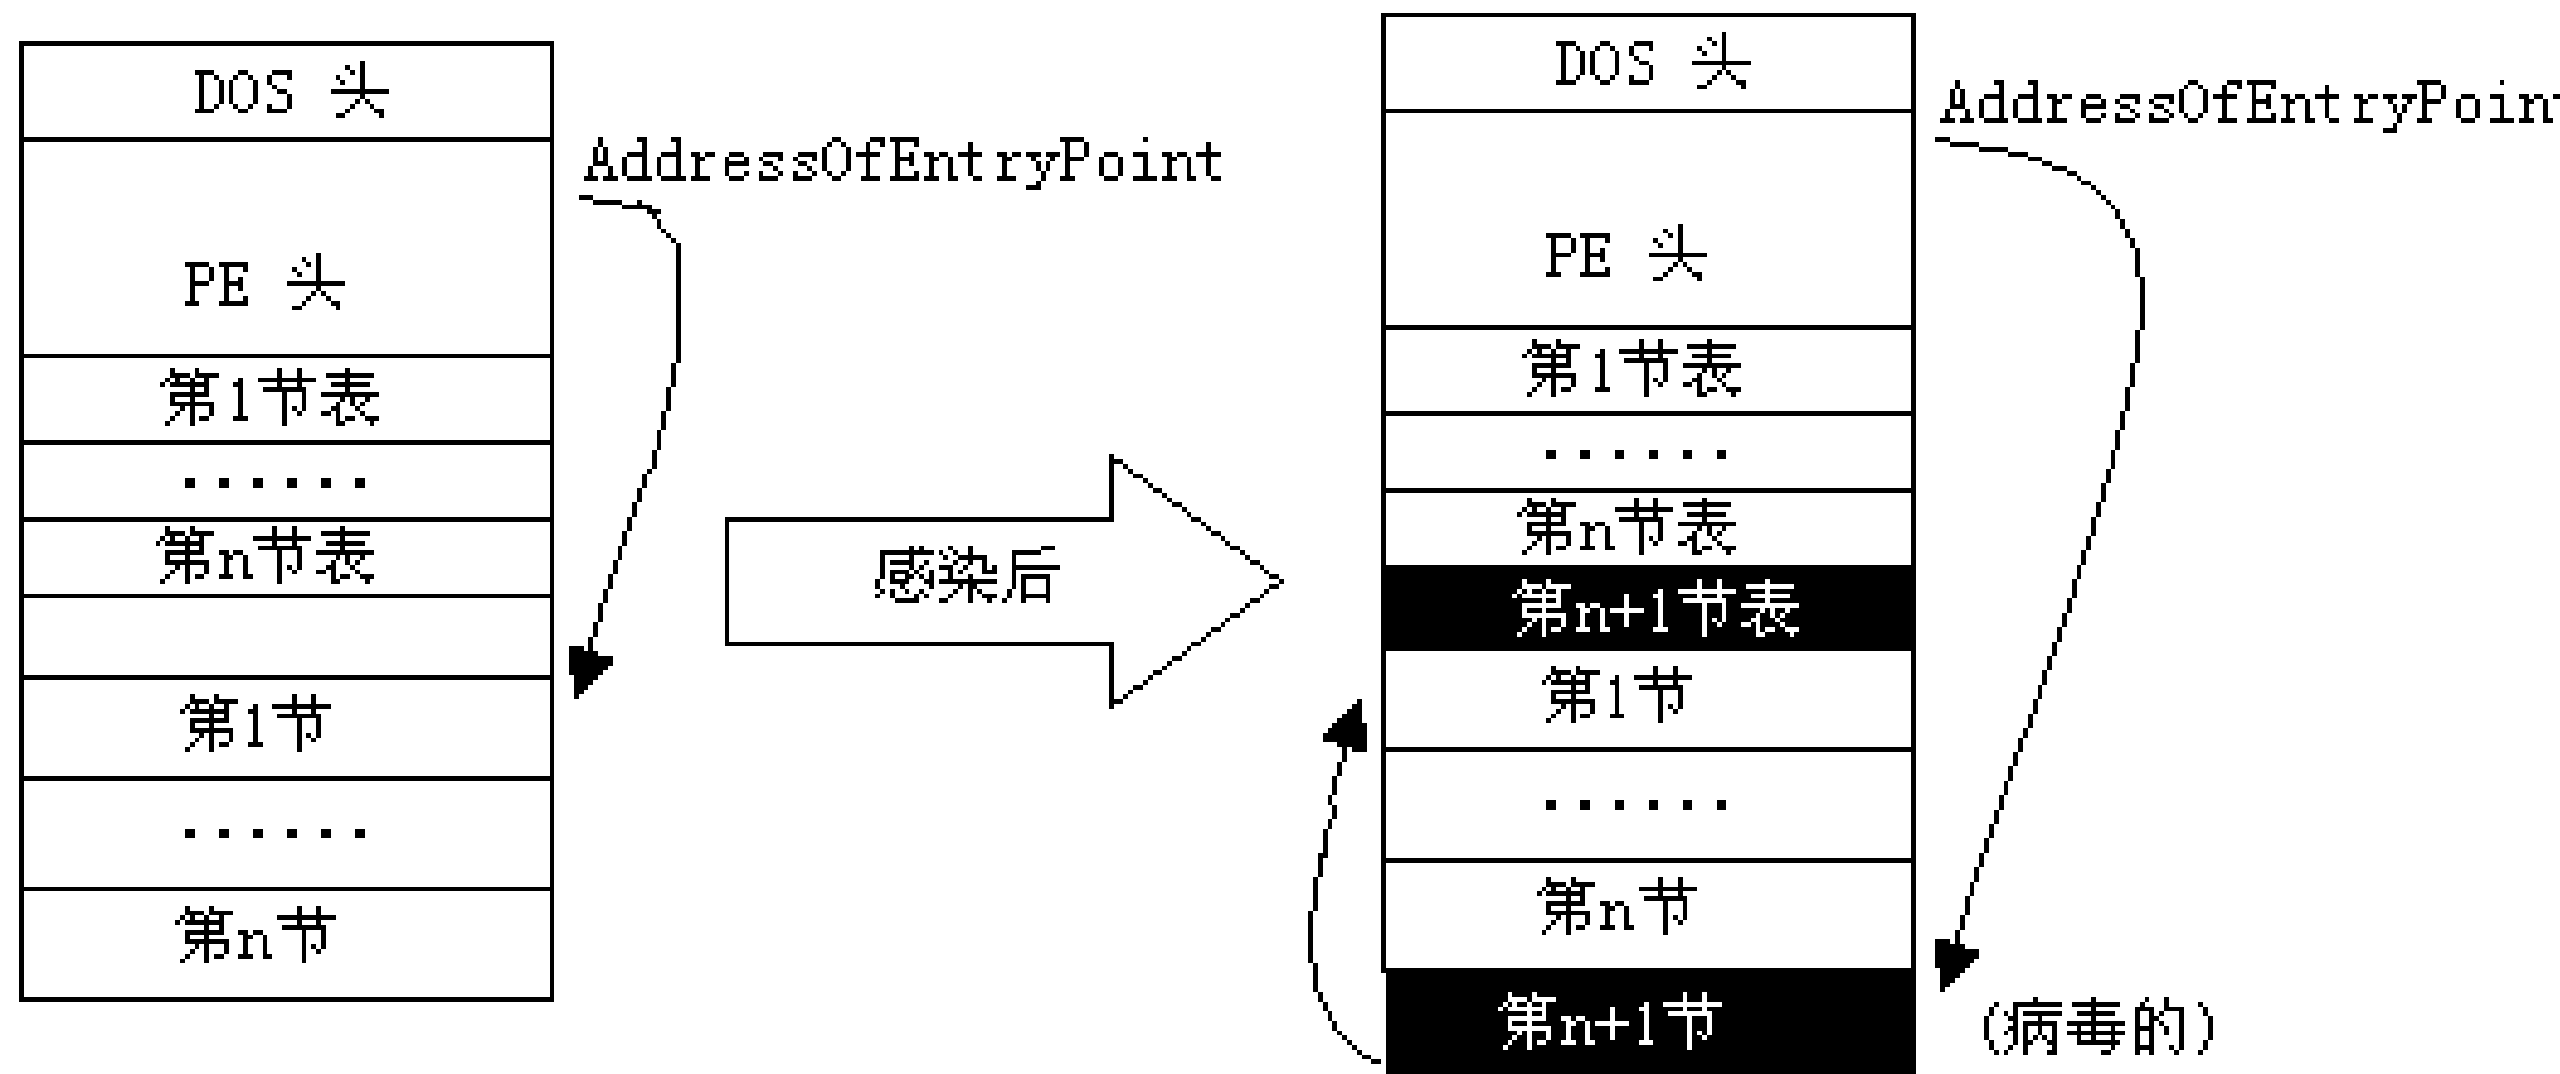 DOS 头
AddressOfEntryPoint
PE 头
第1节表
······
第n节表
第1节
······
第n节
感染后
DOS 头
AddressOfEntryPoin
PE 头
第1节表
······
第n节表
第n+1节表
第1节
······
第n节
第n+1节
(病毒的)